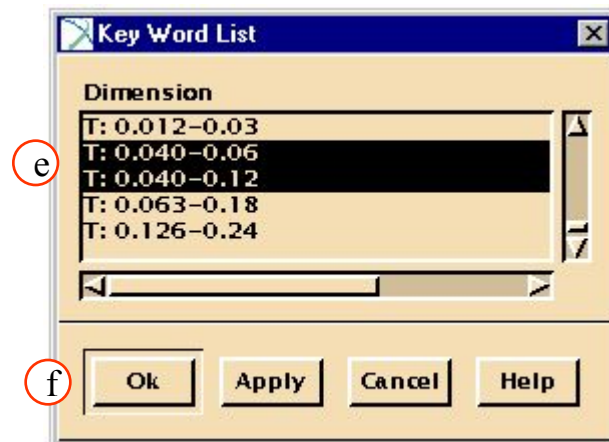 Key Word List
Dimension
T: 0.012-0.03
e
T: 0.040-0.06
T: 0.040-0.12
T: 0.063-0.18
T: 0.126-0.24
f
Ok Apply Cancel Help